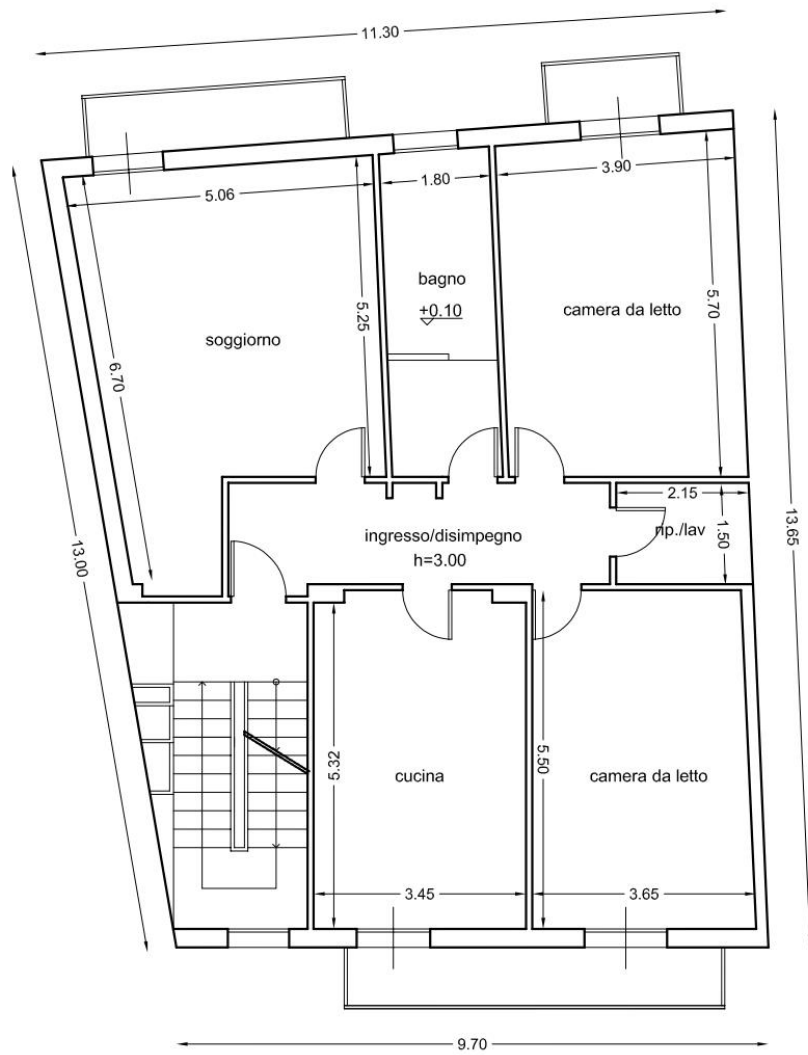 11.30
5.06
1.80
3.90
bagno
+0.10
camera da letto
5.25
5.70
soggiorno
6.70
2.15
ingresso/disimpegno
h=3.00
rip./lav
1.50
13.65
13.00
5.32
5.50
cucina
camera da letto
3.45
3.65
9.70